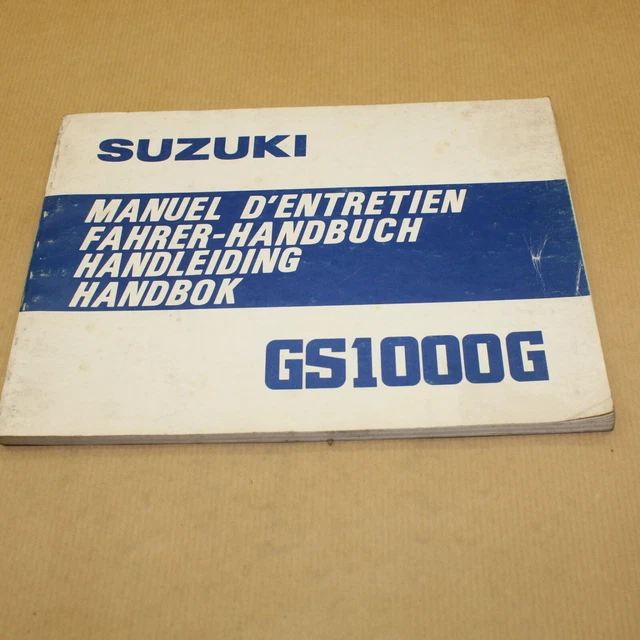 SUZUKI
MANUEL D'ENTRETIEN
FAHRER-HANDBUCH
HANDLEIDING
HANDBOK
GS1000G